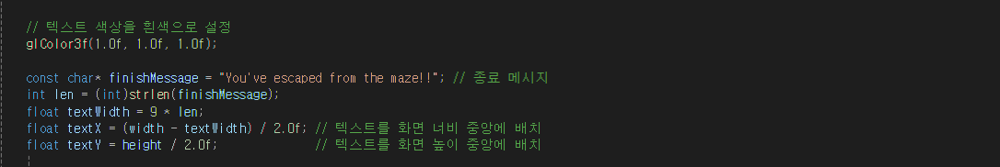 // 텍스트 색상을 흰색으로 설정
glColor3f(1.0f, 1.0f, 1.0f);
const char* finishMessage = "You've escaped from the maze!!"; // 종료 메시지
int len = (int)strlen(finishMessage);
float textWidth = 9 * len;
float textX = (width - textWidth) / 2.0f; // 텍스트를 화면 너비 중앙에 배치
float textY = height / 2.0f; // 텍스트를 화면 높이 중앙에 배치